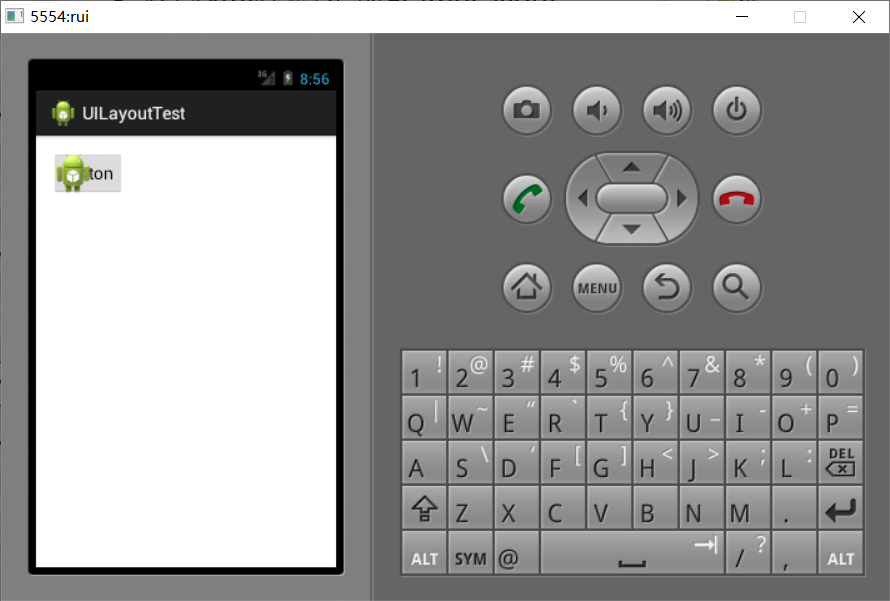 5554:rui
3G 8:56
UILayoutTest
ton
MENU
1 ! 2 @ 3 # 4 $ 5 % 6 ^ 7 & 8 * 9 ( 0 )
Q | W ~ E “ R ` T { Y } U _ I - O + P =
A S \ D ‘ F [ G ] H < J > K ; L : DEL
Z X C V B N M .
ALT SYM @ / ? , ALT